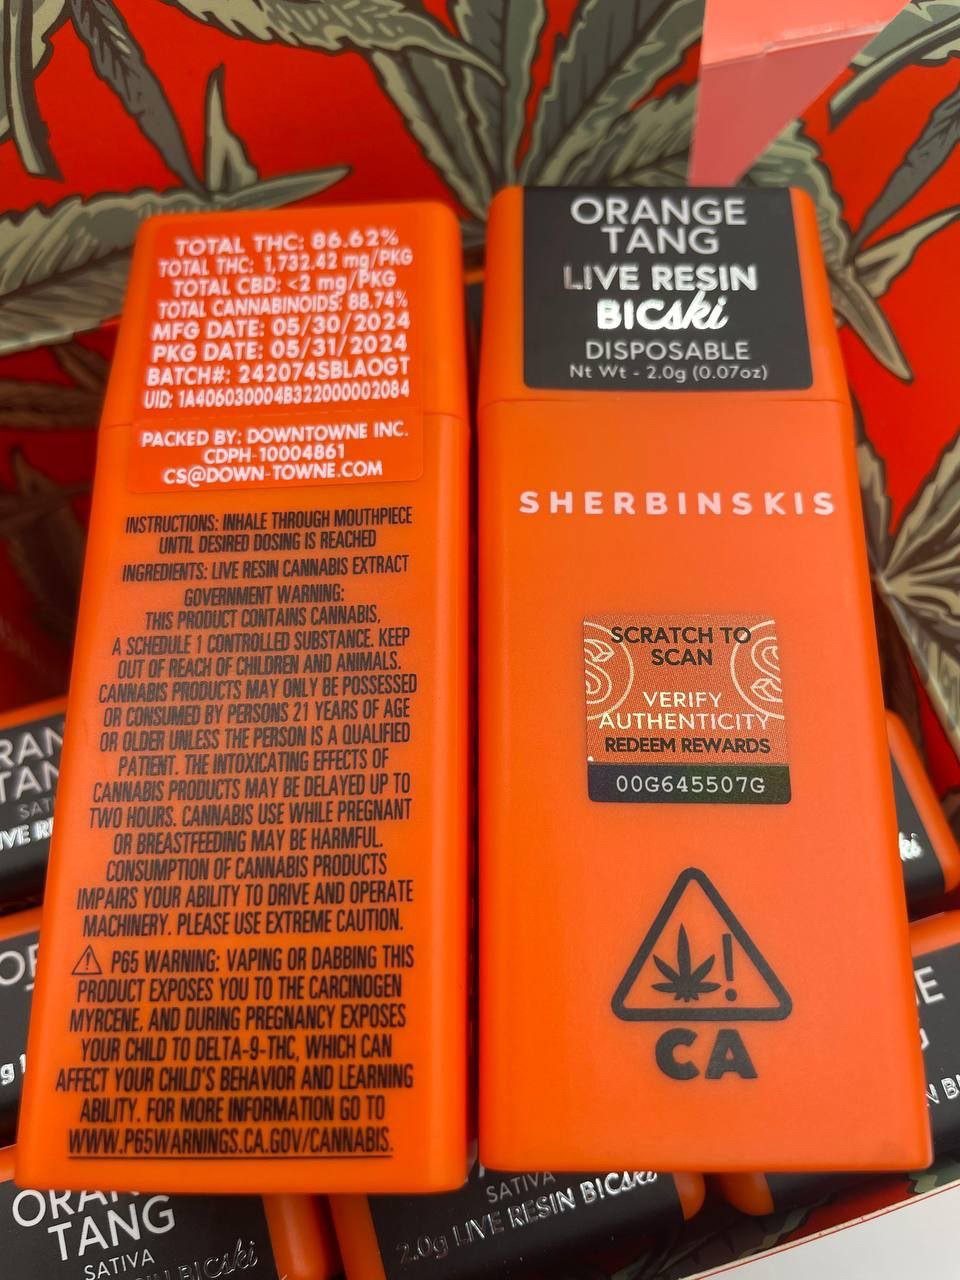 TOTAL THC: 86.62%
TOTAL THC: 1,732.42 mg/PKG
TOTAL CBD: <2 mg/PKG
TOTAL CANNABINOIDS: 88.74%
MFG DATE: 05/30/2024
PKG DATE: 05/31/2024
BATCH#: 242074SBLAOGT
UID: 1A406030004B322000002084
PACKED BY: DOWNTOWNE INC.
CDPH-10004861
CS@DOWN-TOWNE.COM
INSTRUCTIONS: INHALE THROUGH MOUTHPIECE
UNTIL DESIRED DOSING IS REACHED
INGREDIENTS: LIVE RESIN CANNABIS EXTRACT
GOVERNMENT WARNING:
THIS PRODUCT CONTAINS CANNABIS,
A SCHEDULE 1 CONTROLLED SUBSTANCE. KEEP
OUT OF REACH OF CHILDREN AND ANIMALS.
CANNABIS PRODUCTS MAY ONLY BE POSSESSED
OR CONSUMED BY PERSONS 21 YEARS OF AGE
OR OLDER UNLESS THE PERSON IS A QUALIFIED
PATIENT. THE INTOXICATING EFFECTS OF
CANNABIS PRODUCTS MAY BE DELAYED UP TO
TWO HOURS. CANNABIS USE WHILE PREGNANT
OR BREASTFEEDING MAY BE HARMFUL.
CONSUMPTION OF CANNABIS PRODUCTS
IMPAIRS YOUR ABILITY TO DRIVE AND OPERATE
MACHINERY. PLEASE USE EXTREME CAUTION.
P65 WARNING: VAPING OR DABBING THIS
PRODUCT EXPOSES YOU TO THE CARCINOGEN
MYRCENE, AND DURING PREGNANCY EXPOSES
YOUR CHILD TO DELTA-9-THC, WHICH CAN
AFFECT YOUR CHILD'S BEHAVIOR AND LEARNING
ABILITY. FOR MORE INFORMATION GO TO
WWW.P65WARNINGS.CA.GOV/CANNABIS.
ORANGE
TANG
LIVE RESIN
BICski
DISPOSABLE
Nt Wt - 2.0g (0.07oz)
SHERBINSKIS
SCRATCH TO
SCAN
VERIFY
AUTHENTICITY
REDEEM REWARDS
00G645507G
CA
TANG
SATIVA
SATIVA
2.0g LIVE RESIN BICski